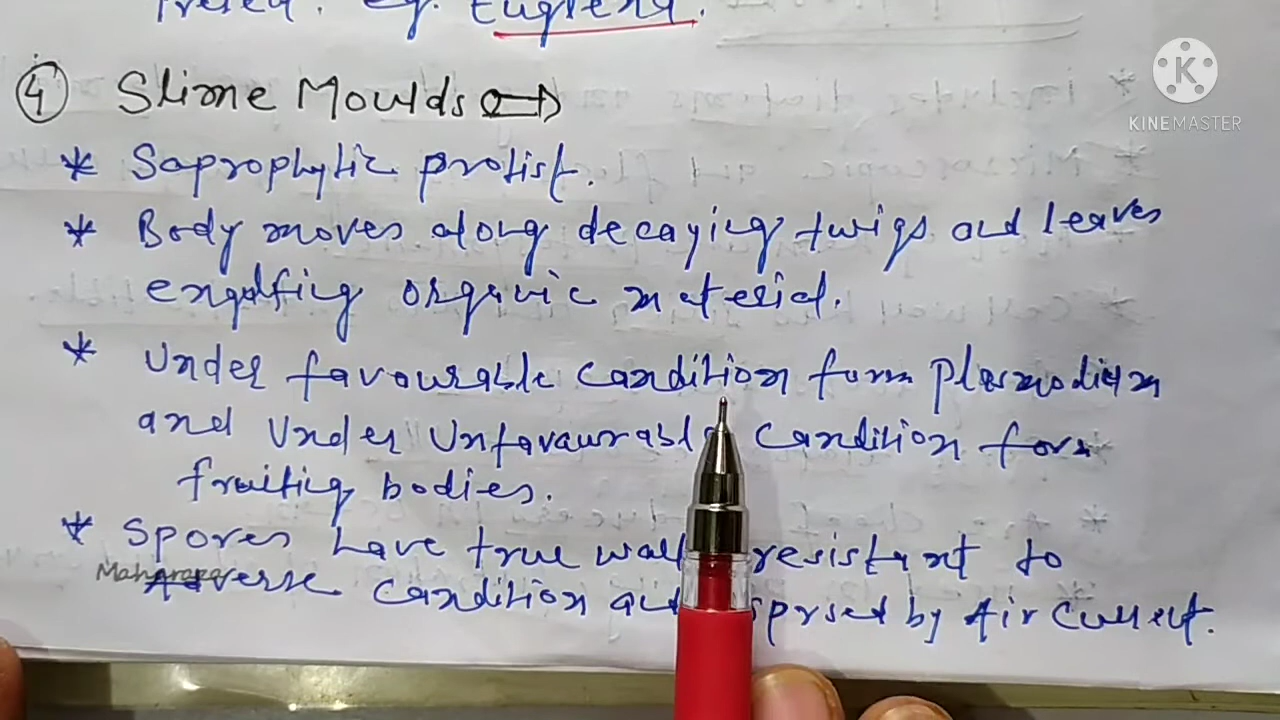 eg. Euglena.
KINEMASTER
④ Slime Moulds
* Saprophytic protist.
* Body moves along decaying twigs and leaves
engulfing organic material.
* Under favourable condition form Plasmodium
and Under Unfavourable condition form
fruiting bodies.
* Spores have true wall resistant to
Adverse condition and by Air Current.